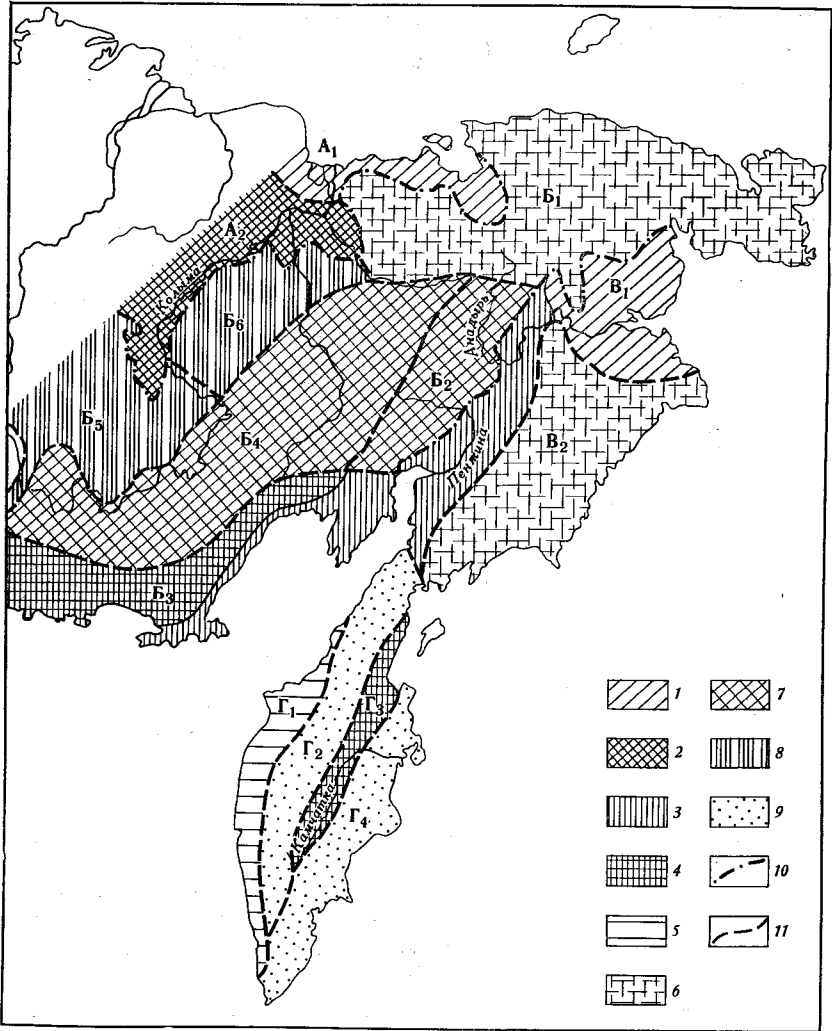 А₁
Б₁
А₂
Колыма
В₁
Б₆
Анадырь
Б₂
Б₅
Б₄
В₂
Пенжина
Б₃
Г₁
Г₃
Г₂
Г₄
Камчатка
1
7
2
8
3
9
4
10
5
11
6